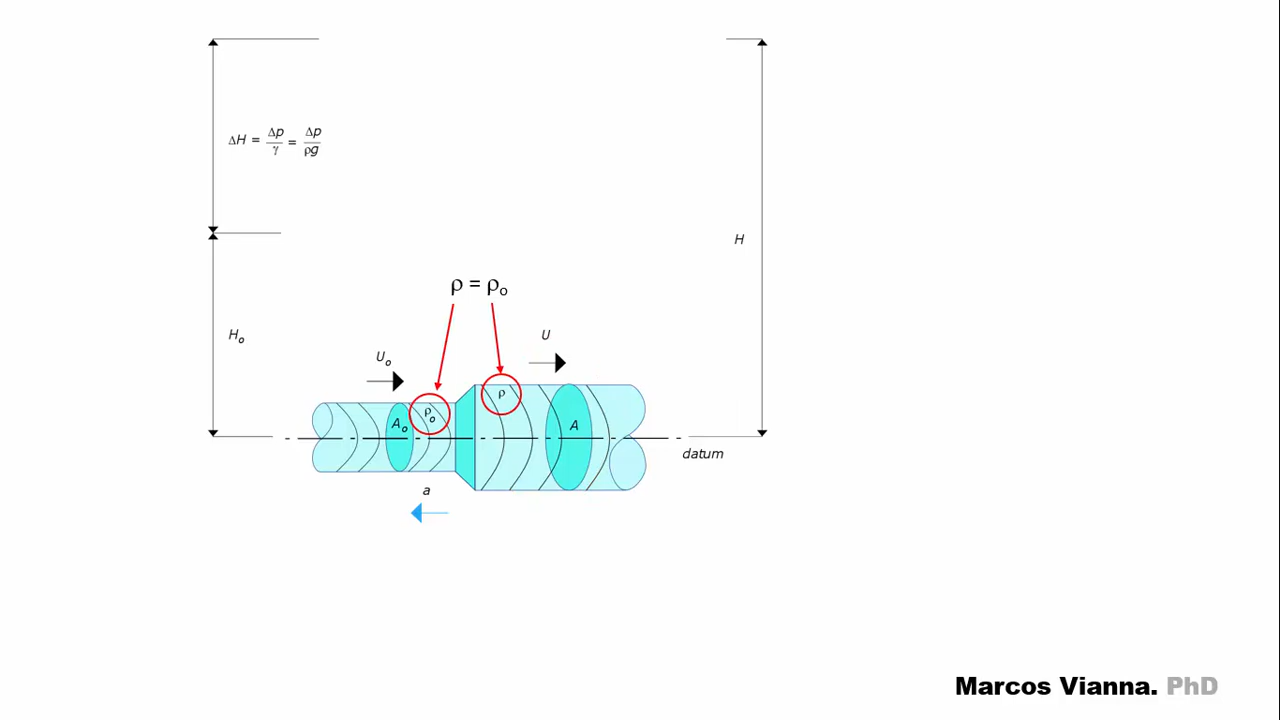 ΔH = Δp/γ = Δp/ρg
H
ρ = ρo
Ho
U
Uo
ρ
ρo
Ao
A
datum
a
Marcos Vianna. PhD